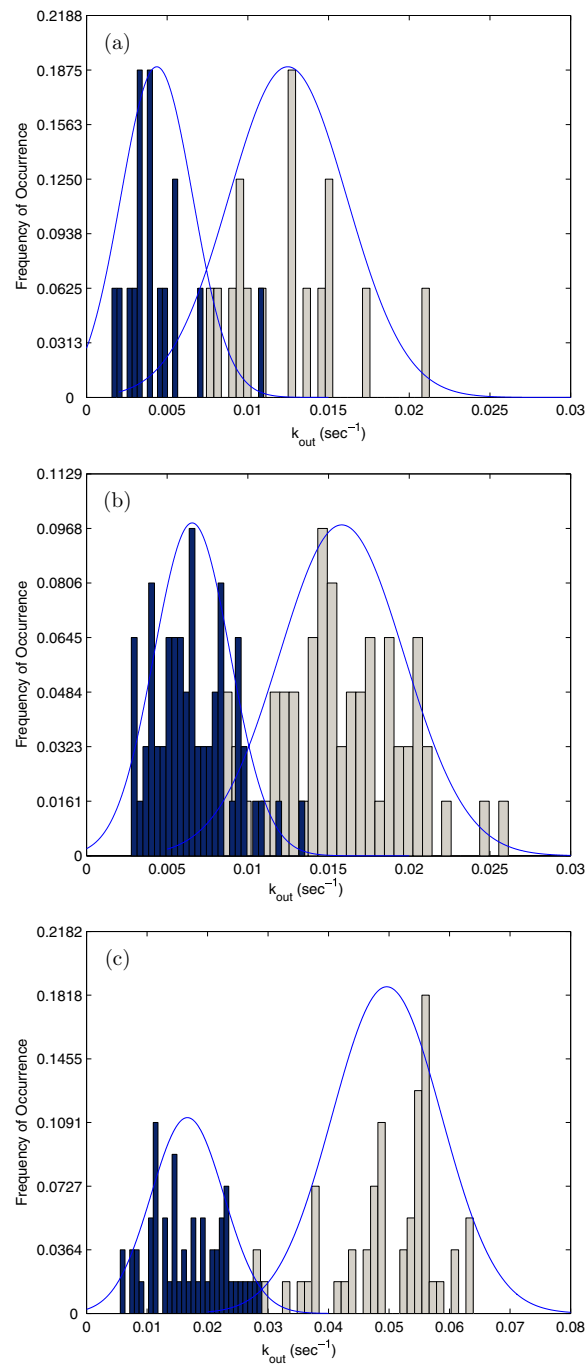 (a)
Frequency of Occurrence
0.2188
0.1875
0.1563
0.1250
0.0938
0.0625
0.0313
0
0 0.005 0.01 0.015 0.02 0.025 0.03
k_out (sec⁻¹)
(b)
Frequency of Occurrence
0.1129
0.0968
0.0806
0.0645
0.0484
0.0323
0.0161
0
0 0.005 0.01 0.015 0.02 0.025 0.03
k_out (sec⁻¹)
(c)
Frequency of Occurrence
0.2182
0.1818
0.1455
0.1091
0.0727
0.0364
0
0 0.01 0.02 0.03 0.04 0.05 0.06 0.07 0.08
k_out (sec⁻¹)